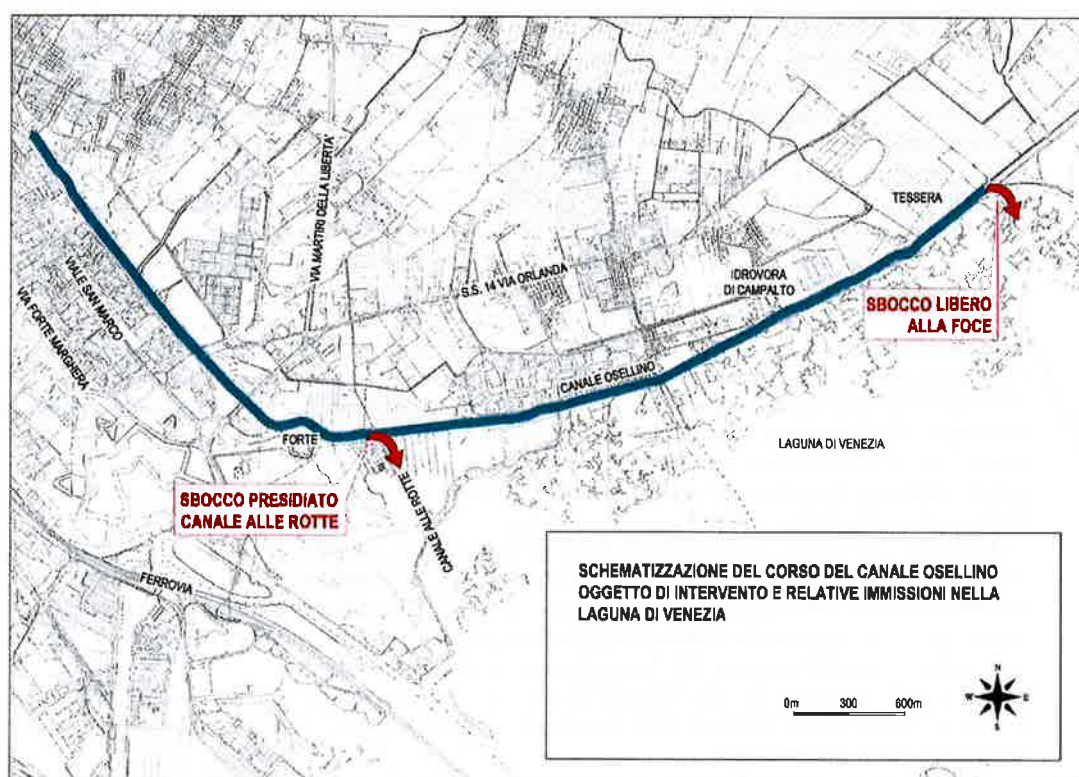 VIA MARTIRI DELLA LIBERTA'
VIALE SAN MARCO
VIA FORTE MARGHERA
S.S. 14 VIA ORLANDA
TESSERA
IDROVORA
DI CAMPALTO
SBOCCO LIBERO
ALLA FOCE
CANALE OSELLINO
FORTE
LAGUNA DI VENEZIA
SBOCCO PRESIDIATO
CANALE ALLE ROTTE
CANALE ALLE ROTTE
FERROVIA
SCHEMATIZZAZIONE DEL CORSO DEL CANALE OSELLINO
OGGETTO DI INTERVENTO E RELATIVE IMMISSIONI NELLA
LAGUNA DI VENEZIA
0m 300 600m
N
W E
S